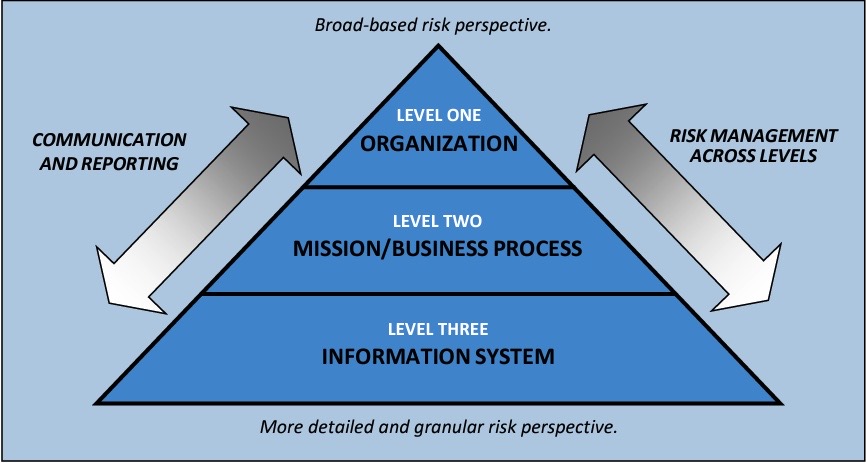 Broad-based risk perspective.
COMMUNICATION
AND REPORTING
RISK MANAGEMENT
ACROSS LEVELS
LEVEL ONE
ORGANIZATION
LEVEL TWO
MISSION/BUSINESS PROCESS
LEVEL THREE
INFORMATION SYSTEM
More detailed and granular risk perspective.